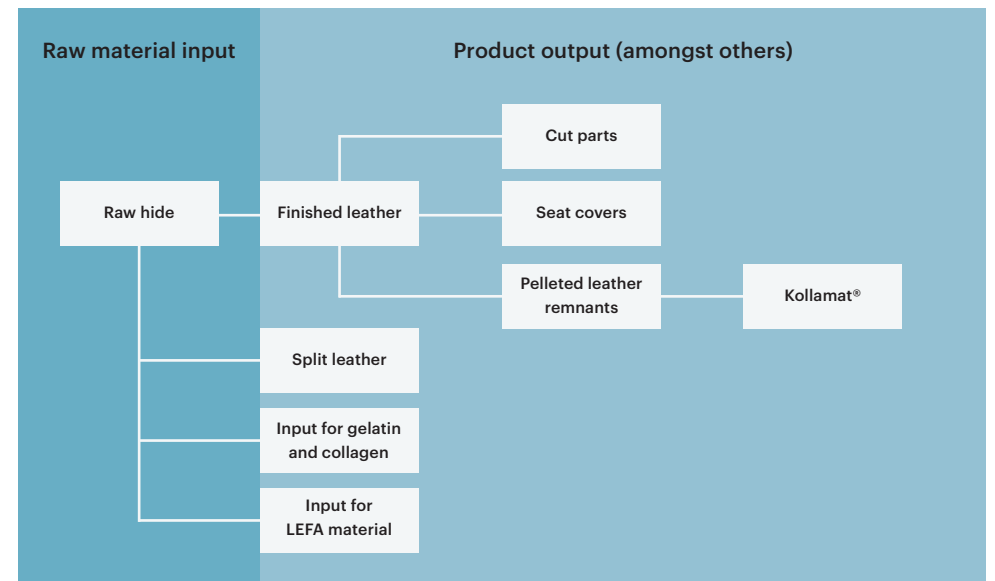 Raw material input
Product output (amongst others)
Cut parts
Raw hide
Finished leather
Seat covers
Pelleted leather
remnants
Kollamat®
Split leather
Input for gelatin
and collagen
Input for
LEFA material